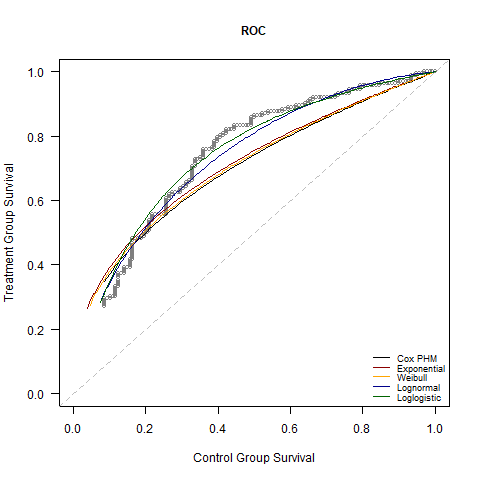 ROC
Treatment Group Survival
1.0
0.8
0.6
0.4
0.2
0.0
Cox PHM
Exponential
Weibull
Lognormal
Loglogistic
0.0 0.2 0.4 0.6 0.8 1.0
Control Group Survival